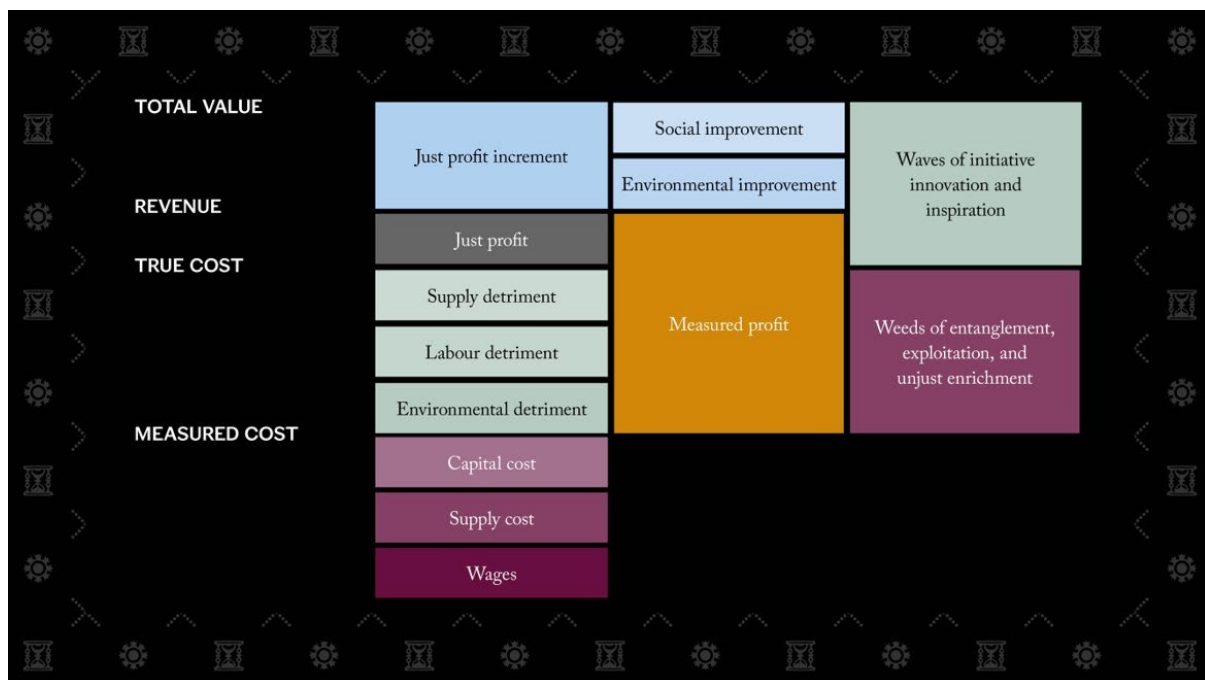 TOTAL VALUE
REVENUE
TRUE COST
MEASURED COST
Just profit increment
Just profit
Supply detriment
Labour detriment
Environmental detriment
Capital cost
Supply cost
Wages
Social improvement
Environmental improvement
Measured profit
Waves of initiative
innovation and
inspiration
Weeds of entanglement,
exploitation, and
unjust enrichment